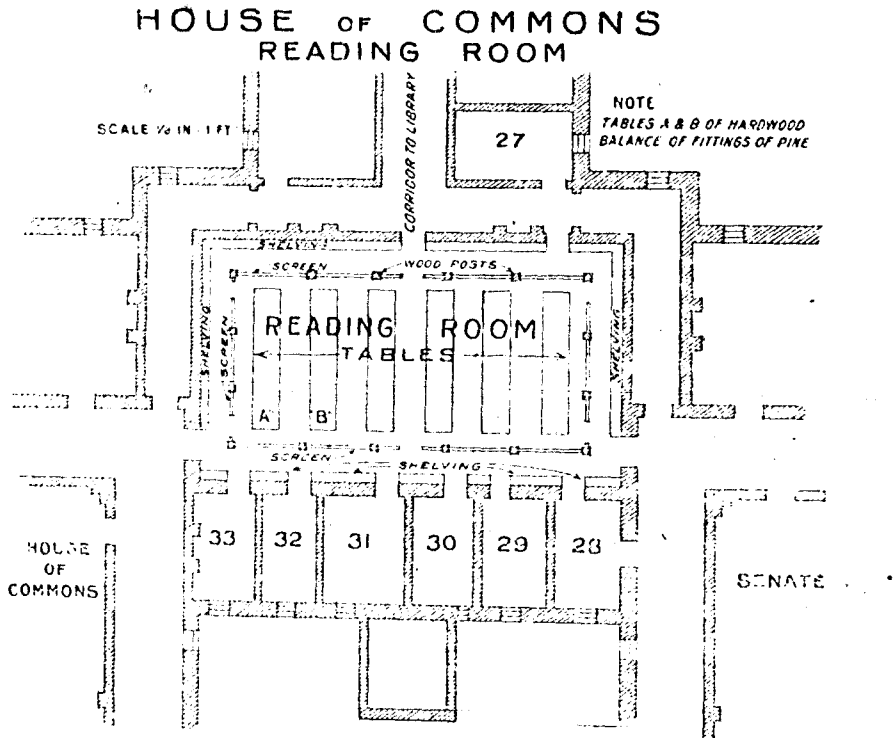 HOUSE OF COMMONS
READING ROOM
SCALE 1/8 IN - 1 FT
CORRIDOR TO LIBRARY
27
NOTE
TABLES A & B OF HARDWOOD
BALANCE OF FITTINGS OF PINE
SHELVING
SCREEN
WOOD POSTS
SHELVING
SCREEN
READING ROOM
TABLES
SHELVING
A
B
SCREEN
SHELVING
33
32
31
30
29
28
HOUSE
OF
COMMONS
SENATE